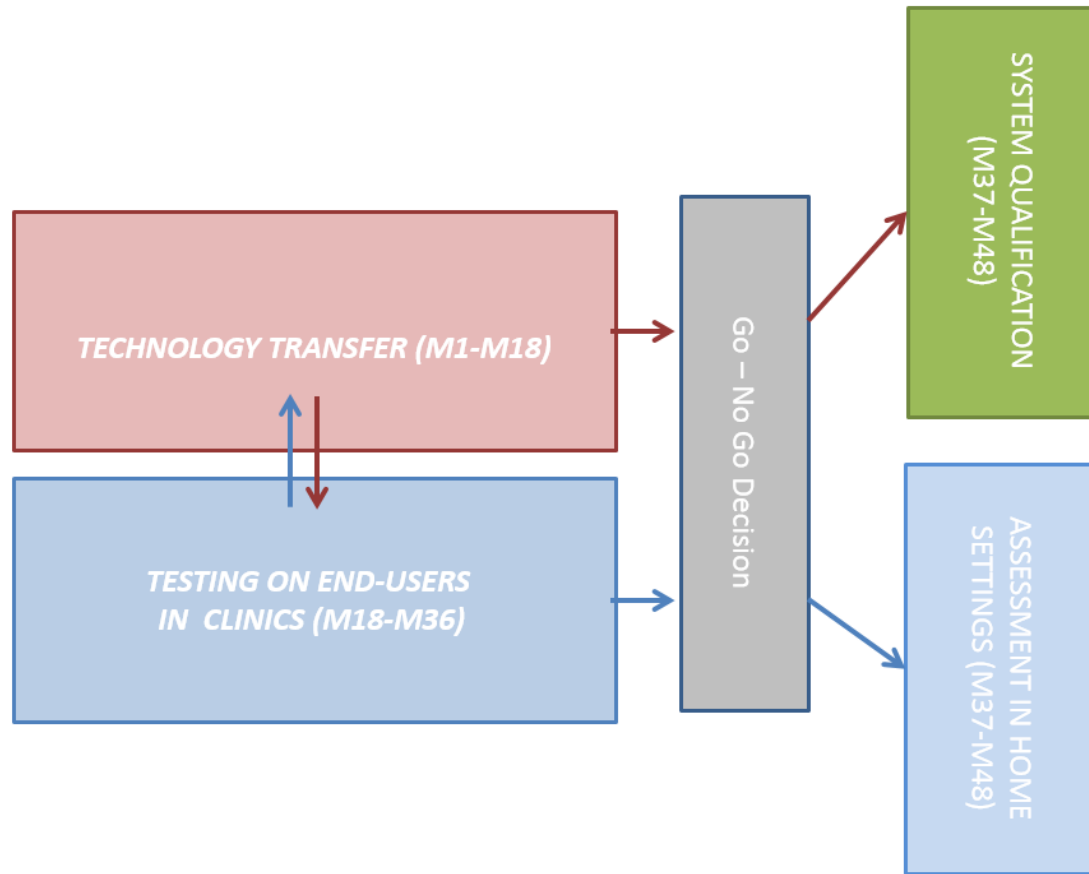 TECHNOLOGY TRANSFER (M1-M18)
TESTING ON END-USERS
IN CLINICS (M18-M36)
Go – No Go Decision
SYSTEM QUALIFICATION
(M37-M48)
ASSESSMENT IN HOME
SETTINGS (M37-M48)